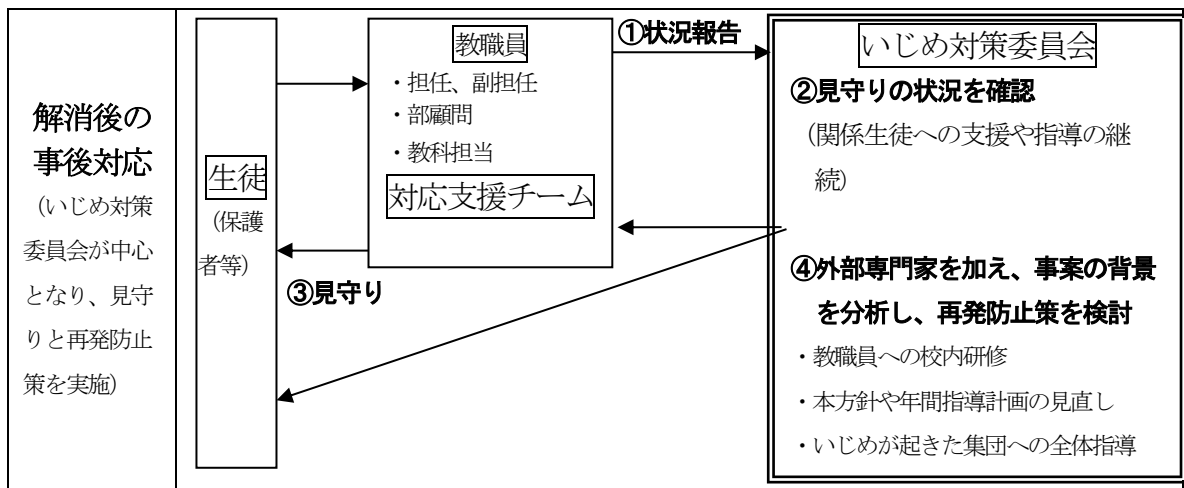 解消後の
事後対応
（いじめ対策
委員会が中心
となり、見守
りと再発防止
策を実施）
生徒
（保護
者等）
教職員
・担任、副担任
・部顧問
・教科担当
対応支援チーム
①状況報告
③見守り
いじめ対策委員会
②見守りの状況を確認
（関係生徒への支援や指導の継
続）
④外部専門家を加え、事案の背景
を分析し、再発防止策を検討
・教職員への校内研修
・本方針や年間指導計画の見直し
・いじめが起きた集団への全体指導